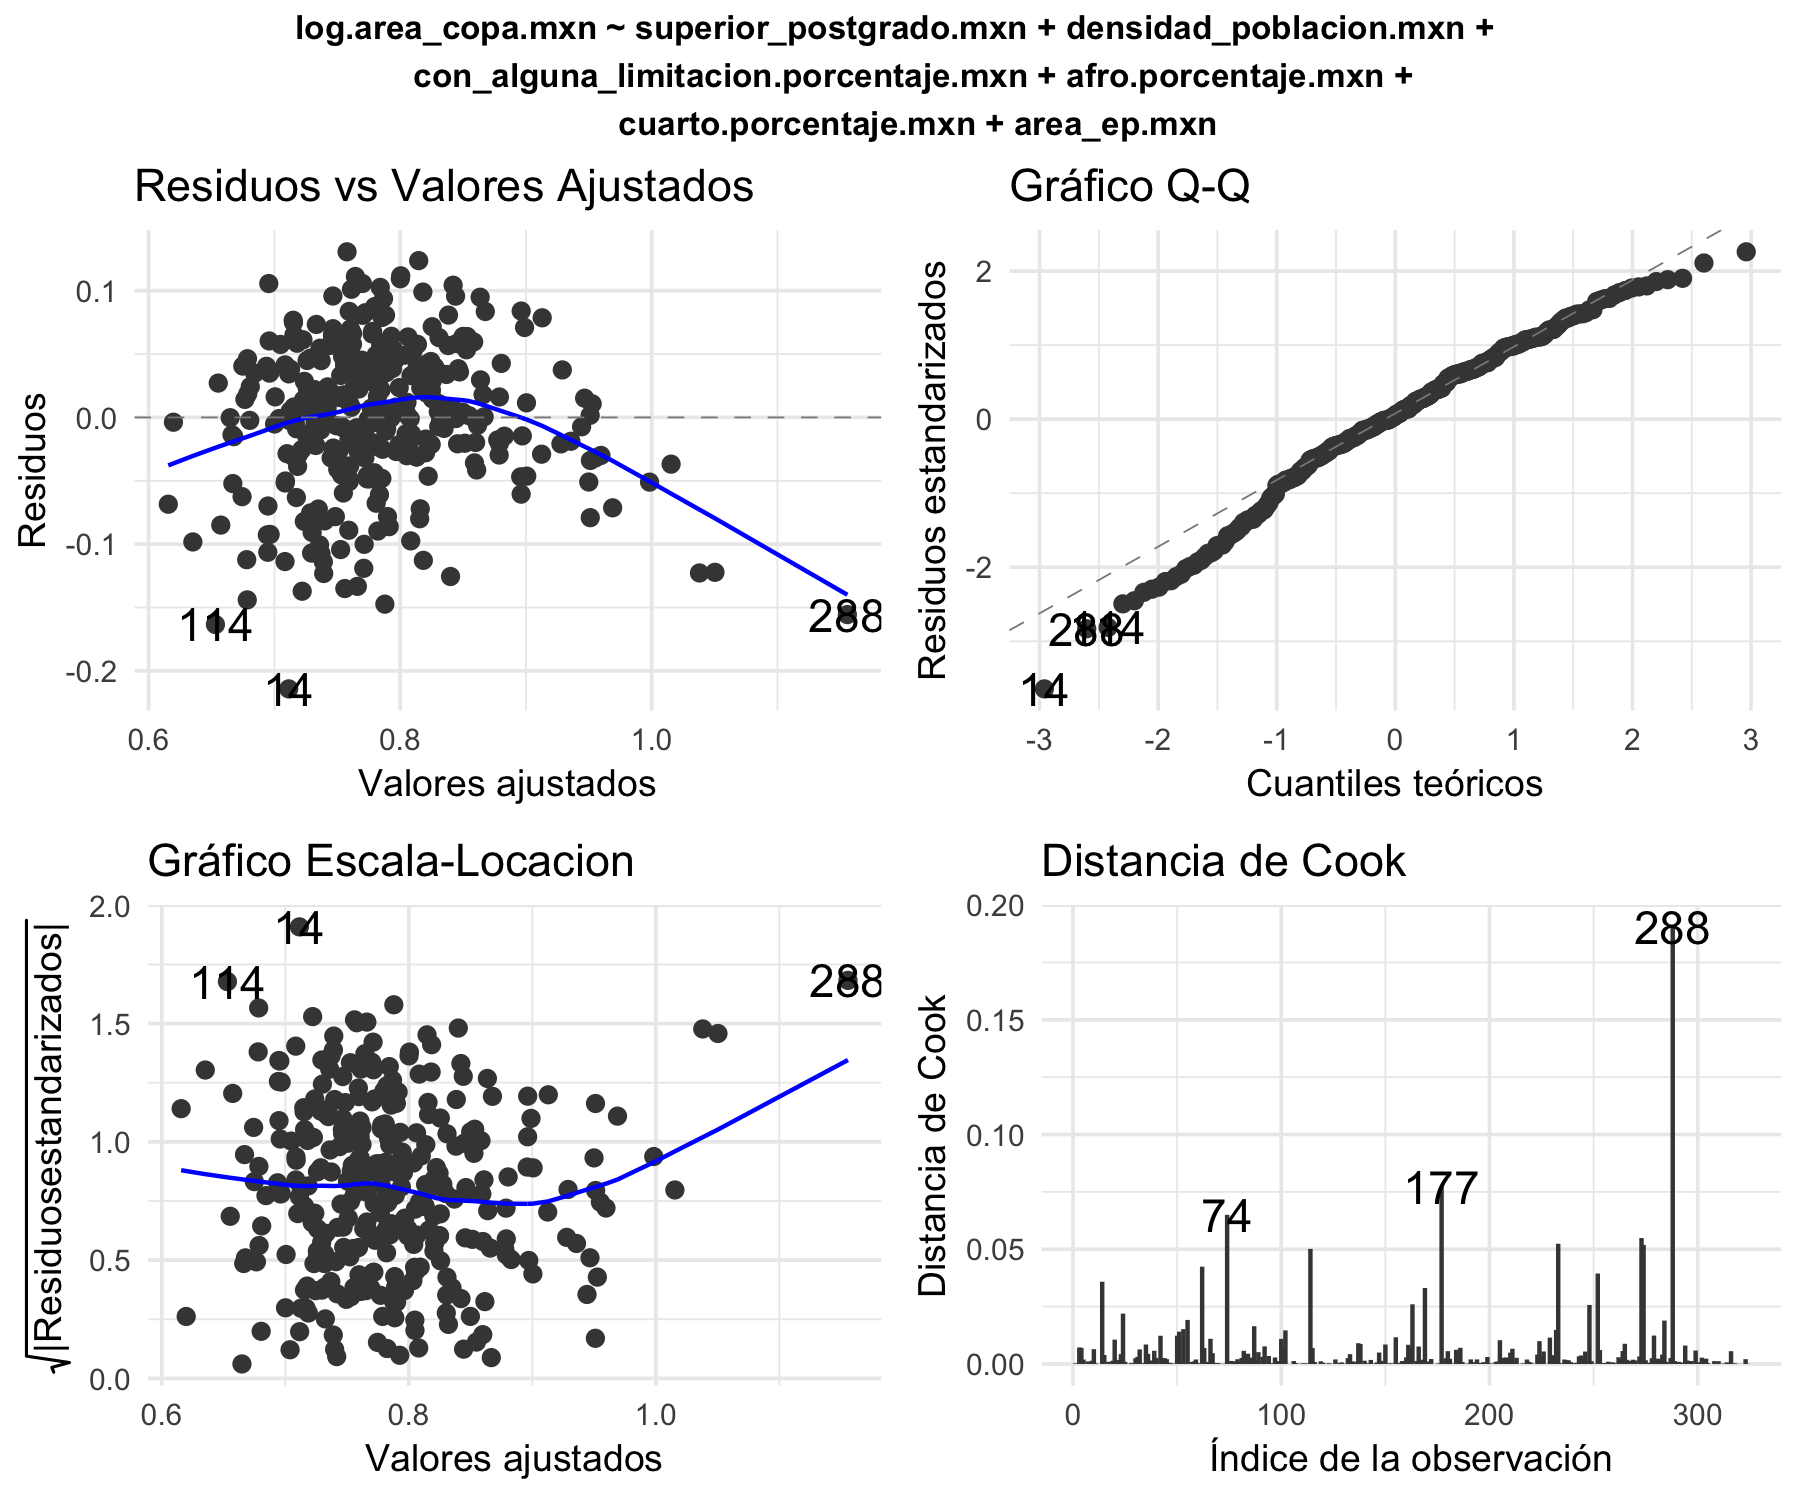 log.area_copa.mxn ~ superior_postgrado.mxn + densidad_poblacion.mxn +
con_alguna_limitacion.porcentaje.mxn + afro.porcentaje.mxn +
cuarto.porcentaje.mxn + area_ep.mxn
Residuos vs Valores Ajustados
Residuos
0.1
0.0
-0.1
-0.2
114
14
288
0.6 0.8 1.0
Valores ajustados
Gráfico Q-Q
Residuos estandarizados
2
0
-2
288
114
14
-3 -2 -1 0 1 2 3
Cuantiles teóricos
Gráfico Escala-Locacion
√|Residuosestandarizados|
2.0
1.5
1.0
0.5
0.0
14
114
288
0.6 0.8 1.0
Valores ajustados
Distancia de Cook
Distancia de Cook
0.20
0.15
0.10
0.05
0.00
288
177
74
0 100 200 300
Índice de la observación